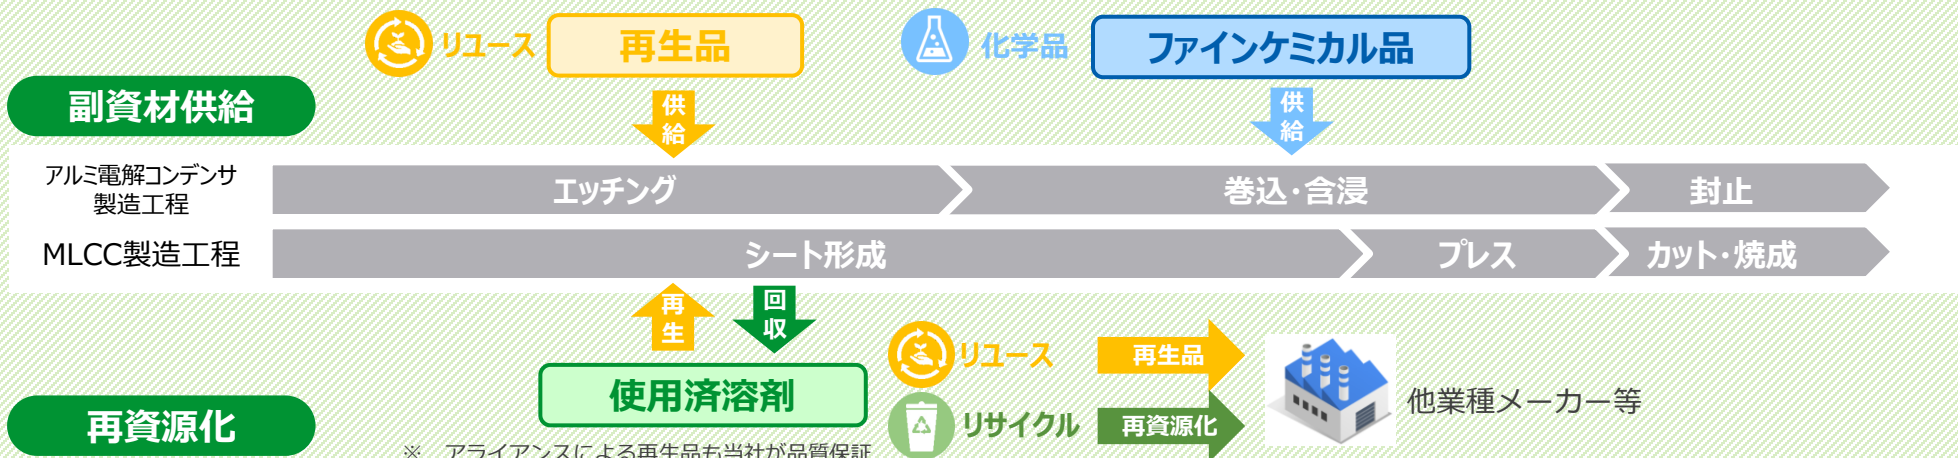 リユース
再生品
化学品
ファインケミカル品
副資材供給
供給
供給
アルミ電解コンデンサ
製造工程
エッチング
巻込・含浸
封止
MLCC製造工程
シート形成
プレス
カット・焼成
再生
回収
使用済溶剤
リユース
再生品
他業種メーカー等
再資源化
リサイクル
再資源化
※ アライアンスによる再生品も当社が品質保証